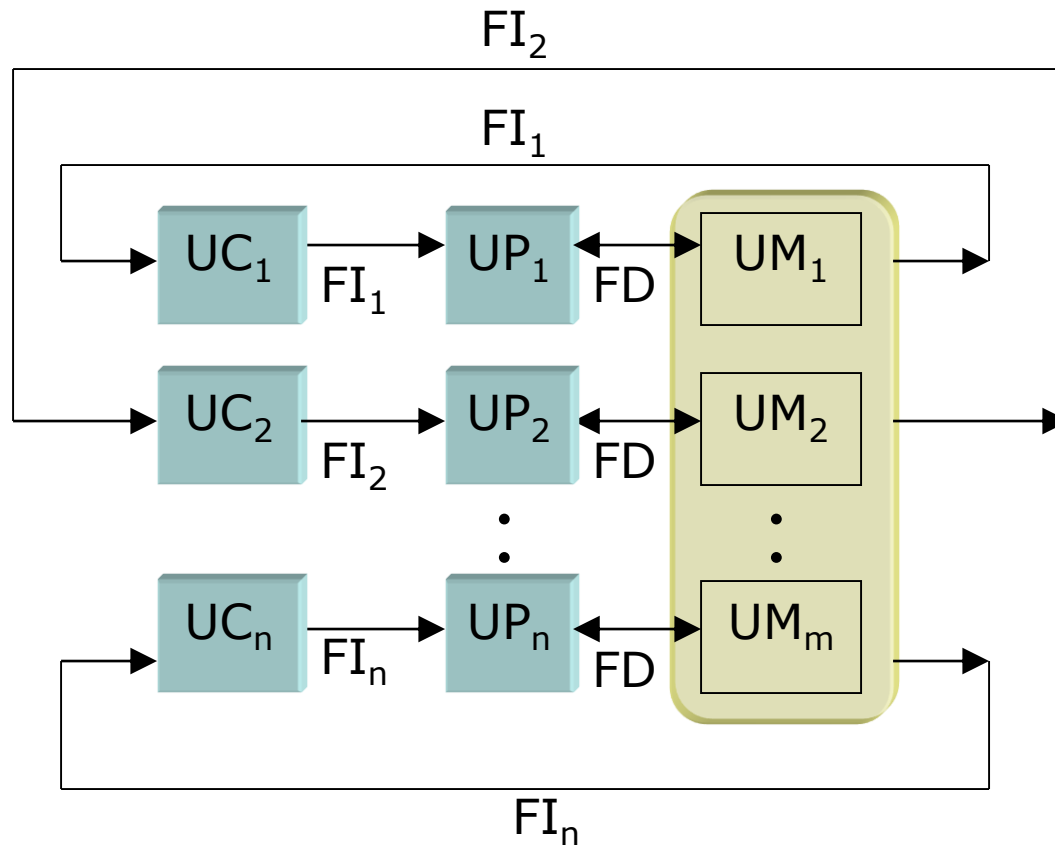 FI₂
FI₁
UC₁ UP₁ UM₁
FI₁ FD
UC₂ UP₂ UM₂
FI₂ FD
UCₙ UPₙ UMₘ
FIₙ FD
FIₙ